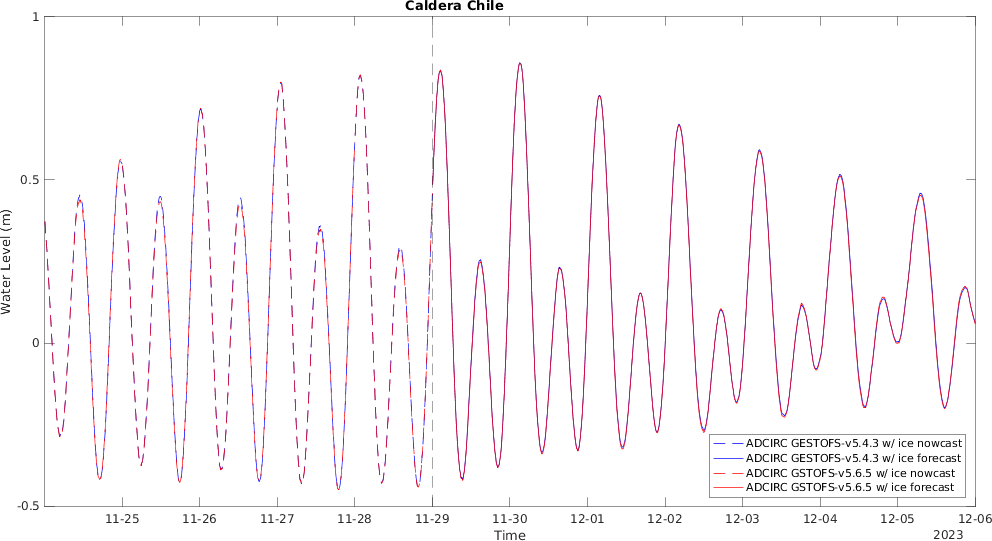 Caldera Chile
1
0.5
0
-0.5
Water Level (m)
ADCIRC GESTOFS-v5.4.3 w/ ice nowcast
ADCIRC GESTOFS-v5.4.3 w/ ice forecast
ADCIRC GSTOFS-v5.6.5 w/ ice nowcast
ADCIRC GSTOFS-v5.6.5 w/ ice forecast
11-25 11-26 11-27 11-28 11-29 11-30 12-01 12-02 12-03 12-04 12-05 12-06
Time
2023